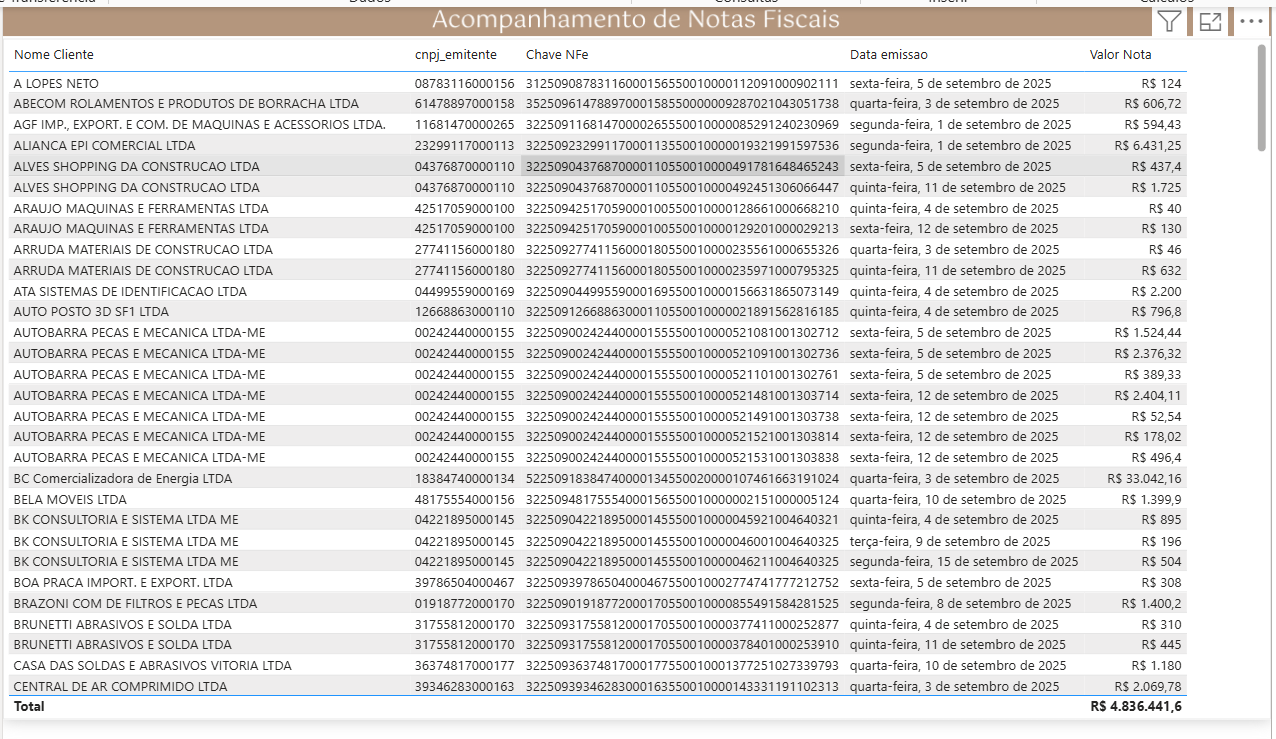 Acompanhamento de Notas Fiscais
Nome Cliente cnpj_emitente Chave NFe Data emissao Valor Nota
A LOPES NETO 08783116000156 31250908783116000156550010000112091000902111 sexta-feira, 5 de setembro de 2025 R$ 124
ABECOM ROLAMENTOS E PRODUTOS DE BORRACHA LTDA 61478897000158 35250961478897000158550000009287021043051738 quarta-feira, 3 de setembro de 2025 R$ 606,72
AGF IMP., EXPORT. E COM. DE MAQUINAS E ACESSORIOS LTDA. 11681470000265 32250911681470000265550010000085291240230969 segunda-feira, 1 de setembro de 2025 R$ 594,43
ALIANCA EPI COMERCIAL LTDA 23299117000113 32250923299117000113550010000019321991597536 segunda-feira, 1 de setembro de 2025 R$ 6.431,25
ALVES SHOPPING DA CONSTRUCAO LTDA 04376870000110 32250904376870000110550010000491781648465243 sexta-feira, 5 de setembro de 2025 R$ 437,4
ALVES SHOPPING DA CONSTRUCAO LTDA 04376870000110 32250904376870000110550010000492451306066447 quinta-feira, 11 de setembro de 2025 R$ 1.725
ARAUJO MAQUINAS E FERRAMENTAS LTDA 42517059000100 32250942517059000100550010000128661000668210 quinta-feira, 4 de setembro de 2025 R$ 40
ARAUJO MAQUINAS E FERRAMENTAS LTDA 42517059000100 32250942517059000100550010000129201000029213 sexta-feira, 12 de setembro de 2025 R$ 130
ARRUDA MATERIAIS DE CONSTRUCAO LTDA 27741156000180 32250927741156000180550010000235561000655326 quarta-feira, 3 de setembro de 2025 R$ 46
ARRUDA MATERIAIS DE CONSTRUCAO LTDA 27741156000180 32250927741156000180550010000235971000795325 quinta-feira, 11 de setembro de 2025 R$ 632
ATA SISTEMAS DE IDENTIFICACAO LTDA 04499559000169 32250904499559000169550010000156631865073149 quinta-feira, 4 de setembro de 2025 R$ 2.200
AUTO POSTO 3D SF1 LTDA 12668863000110 32250912668863000110550010000021891562816185 quinta-feira, 4 de setembro de 2025 R$ 796,8
AUTOBARRA PECAS E MECANICA LTDA-ME 00242440000155 32250900242440000155550010000521081001302712 sexta-feira, 5 de setembro de 2025 R$ 1.524,44
AUTOBARRA PECAS E MECANICA LTDA-ME 00242440000155 32250900242440000155550010000521091001302736 sexta-feira, 5 de setembro de 2025 R$ 2.376,32
AUTOBARRA PECAS E MECANICA LTDA-ME 00242440000155 32250900242440000155550010000521101001302761 sexta-feira, 5 de setembro de 2025 R$ 389,33
AUTOBARRA PECAS E MECANICA LTDA-ME 00242440000155 32250900242440000155550010000521481001303714 sexta-feira, 12 de setembro de 2025 R$ 2.404,11
AUTOBARRA PECAS E MECANICA LTDA-ME 00242440000155 32250900242440000155550010000521491001303738 sexta-feira, 12 de setembro de 2025 R$ 52,54
AUTOBARRA PECAS E MECANICA LTDA-ME 00242440000155 32250900242440000155550010000521521001303814 sexta-feira, 12 de setembro de 2025 R$ 178,02
AUTOBARRA PECAS E MECANICA LTDA-ME 00242440000155 32250900242440000155550010000521531001303838 sexta-feira, 12 de setembro de 2025 R$ 496,4
BC Comercializadora de Energia LTDA 18384740000134 52250918384740000134550020000107461663191024 quarta-feira, 3 de setembro de 2025 R$ 33.042,16
BELA MOVEIS LTDA 48175554000156 32250948175554000156550010000002151000005124 quarta-feira, 10 de setembro de 2025 R$ 1.399,9
BK CONSULTORIA E SISTEMA LTDA ME 04221895000145 32250904221895000145550010000045921004640321 quinta-feira, 4 de setembro de 2025 R$ 895
BK CONSULTORIA E SISTEMA LTDA ME 04221895000145 32250904221895000145550010000046001004640325 terça-feira, 9 de setembro de 2025 R$ 196
BK CONSULTORIA E SISTEMA LTDA ME 04221895000145 32250904221895000145550010000046211004640325 segunda-feira, 15 de setembro de 2025 R$ 504
BOA PRACA IMPORT. E EXPORT. LTDA 39786504000467 32250939786504000467550010002774741777212752 sexta-feira, 5 de setembro de 2025 R$ 308
BRAZONI COM DE FILTROS E PECAS LTDA 01918772000170 32250901918772000170550010000855491584281525 segunda-feira, 8 de setembro de 2025 R$ 1.400,2
BRUNETTI ABRASIVOS E SOLDA LTDA 31755812000170 32250931755812000170550010000377411000252877 quinta-feira, 4 de setembro de 2025 R$ 310
BRUNETTI ABRASIVOS E SOLDA LTDA 31755812000170 32250931755812000170550010000378401000253910 quinta-feira, 11 de setembro de 2025 R$ 445
CASA DAS SOLDAS E ABRASIVOS VITORIA LTDA 36374817000177 32250936374817000177550010001377251027339793 quarta-feira, 10 de setembro de 2025 R$ 1.180
CENTRAL DE AR COMPRIMIDO LTDA 39346283000163 32250939346283000163550010000143331191102313 quarta-feira, 3 de setembro de 2025 R$ 2.069,78
Total R$ 4.836.441,6